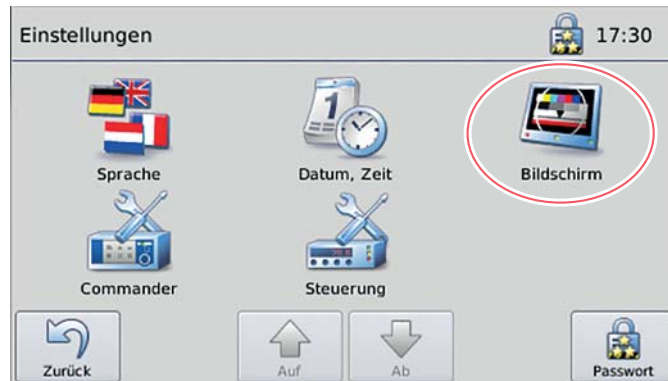 Einstellungen 17:30
Sprache Datum, Zeit Bildschirm
Commander Steuerung
Zurück Auf Ab Passwort